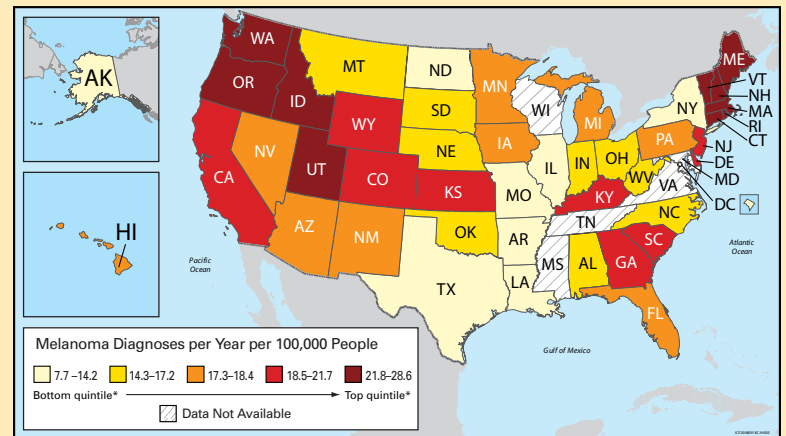 AK
HI
WA
OR
ID
MT
ND
MN
WI
MI
ME
VT
NH
MA
RI
CT
NY
NJ
DE
MD
DC
PA
SD
WY
IA
NE
NV
UT
CO
CA
KS
MO
IL
IN
OH
WV
VA
KY
TN
NC
SC
GA
AL
MS
AR
LA
OK
TX
NM
AZ
FL
Pacific
Ocean
Atlantic
Ocean
Gulf of Mexico
Melanoma Diagnoses per Year per 100,000 People
7.7–14.2 14.3–17.2 17.3–18.4 18.5–21.7 21.8–28.6
Bottom quintile* Top quintile*
Data Not Available